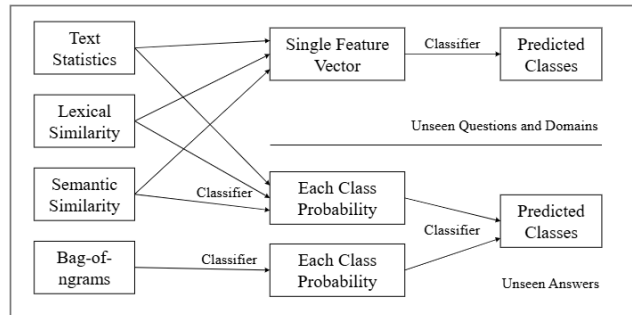 Text
Statistics
Lexical
Similarity
Semantic
Similarity
Bag-of-
ngrams
Single Feature
Vector
Classifier
Predicted
Classes
Unseen Questions and Domains
Classifier
Each Class
Probability
Classifier
Each Class
Probability
Classifier
Predicted
Classes
Unseen Answers